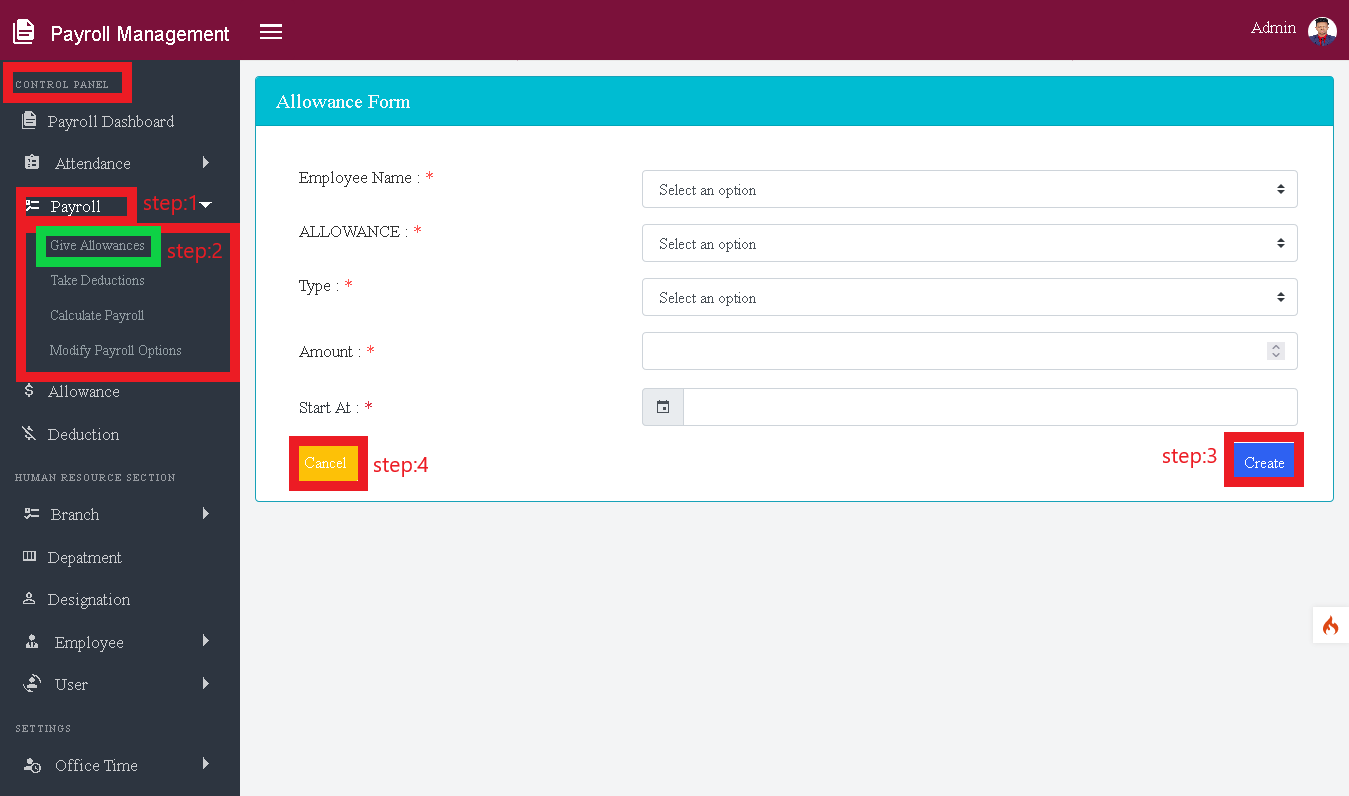 Payroll Management
Admin
CONTROL PANEL
Payroll Dashboard
Attendance
Payroll step:1
Give Allowances step:2
Take Deductions
Calculate Payroll
Modify Payroll Options
Allowance
Deduction
HUMAN RESOURCE SECTION
Branch
Depatment
Designation
Employee
User
SETTINGS
Office Time
Allowance Form
Employee Name : * Select an option
ALLOWANCE : * Select an option
Type : * Select an option
Amount : *
Start At : *
Cancel step:4 step:3 Create